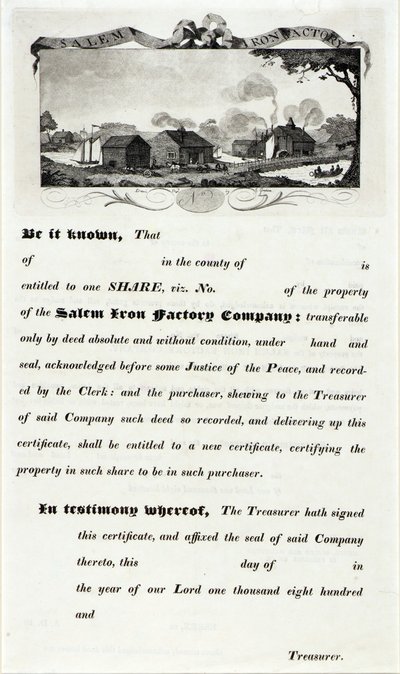 SALEM IRON FACTORY
Be it known, That
of in the county of is
entitled to one SHARE, viz. No. of the property
of the Salem Iron Factory Company: transferable
only by deed absolute and without condition, under hand and
seal, acknowledged before some Justice of the Peace, and record-
ed by the Clerk: and the purchaser, shewing to the Treasurer
of said Company such deed so recorded, and delivering up this
certificate, shall be entitled to a new certificate, certifying the
property in such share to be in such purchaser.
In testimony whereof, The Treasurer hath signed
this certificate, and affixed the seal of said Company
thereto, this day of in
the year of our Lord one thousand eight hundred
and
Treasurer.